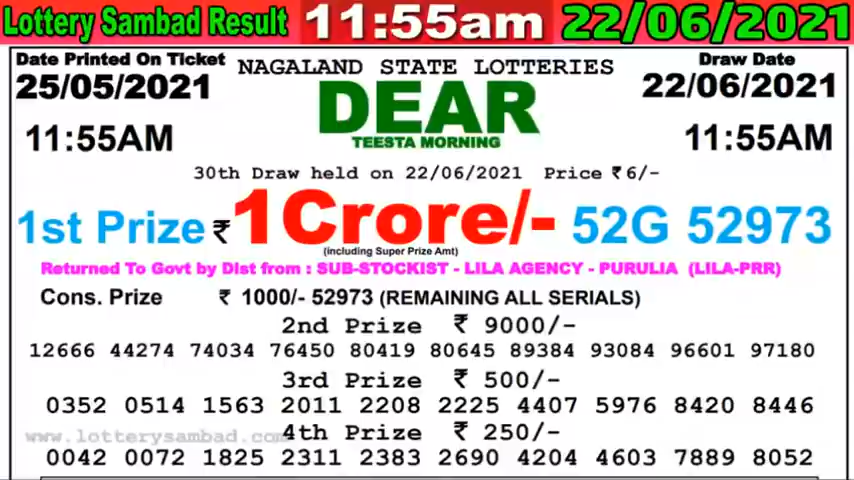 Lottery Sambad Result 11:55am 22/06/2021
Date Printed On Ticket
25/05/2021
11:55AM
NAGALAND STATE LOTTERIES
DEAR
TEESTA MORNING
Draw Date
22/06/2021
11:55AM
30th Draw held on 22/06/2021 Price ₹6/-
1st Prize ₹1Crore/- 52G 52973
(including Super Prize Amt)
Returned To Govt by Dist from : SUB-STOCKIST - LILA AGENCY - PURULIA (LILA-PRR)
Cons. Prize ₹ 1000/- 52973 (REMAINING ALL SERIALS)
2nd Prize ₹ 9000/-
12666 44274 74034 76450 80419 80645 89384 93084 96601 97180
3rd Prize ₹ 500/-
0352 0514 1563 2011 2208 2225 4407 5976 8420 8446
www.lotterysambad.com
4th Prize ₹ 250/-
0042 0072 1825 2311 2383 2690 4204 4603 7889 8052